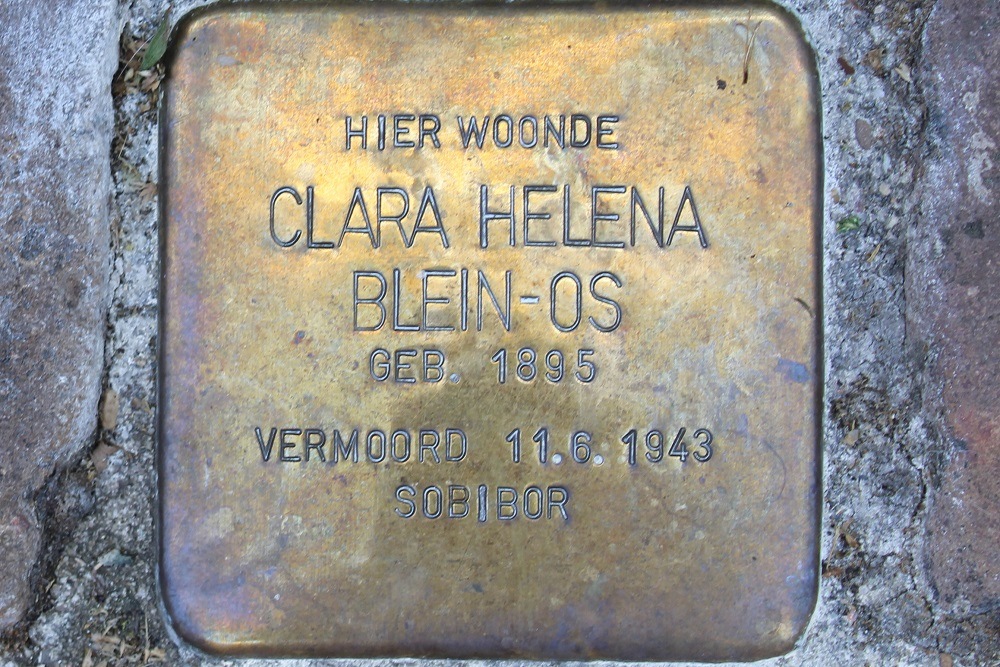 HIER WOONDE
CLARA HELENA
BLEIN-OS
GEB. 1895
VERMOORD 11.6.1943
SOBIBOR